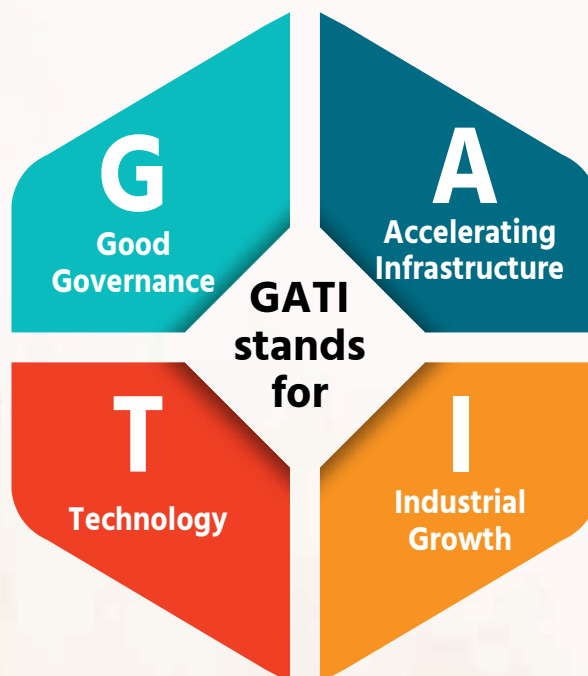 G
Good
Governance
A
Accelerating
Infrastructure
GATI
stands
for
T
Technology
I
Industrial
Growth